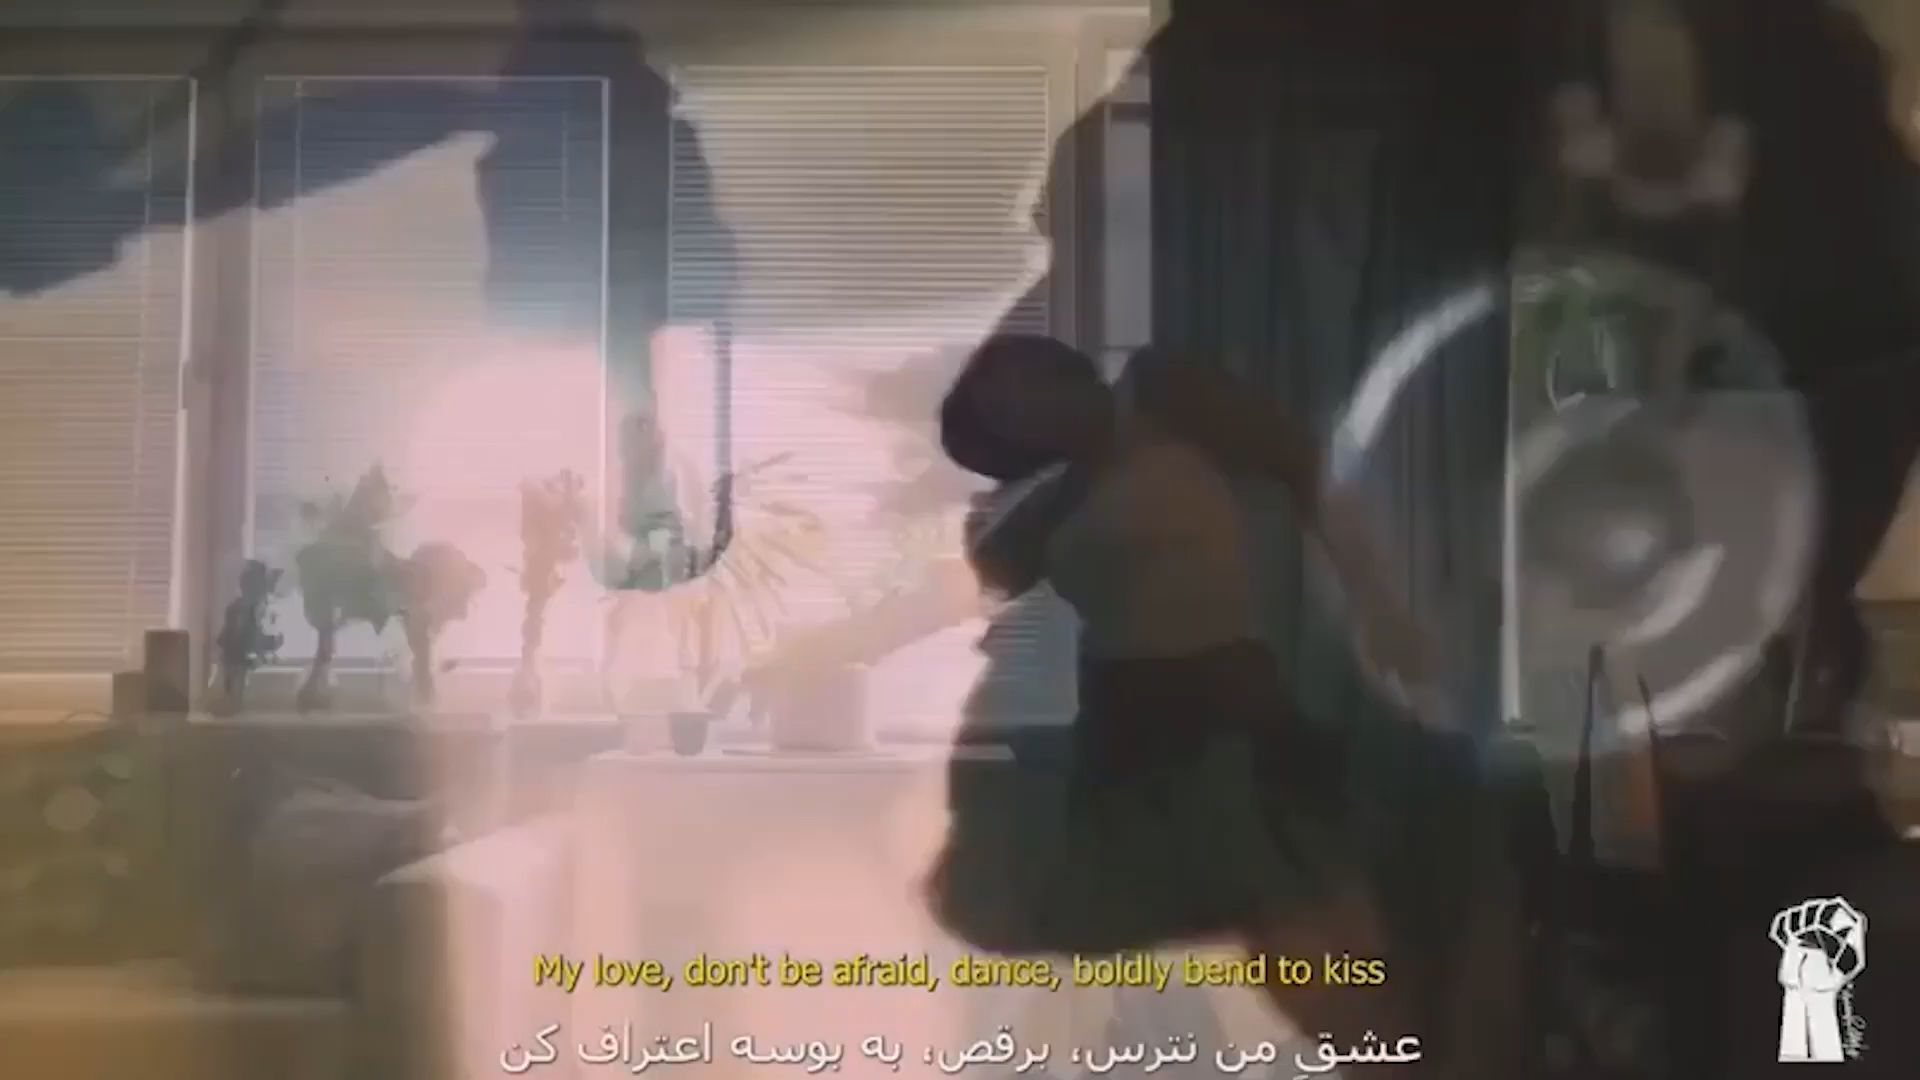 My love, don't be afraid, dance, boldly bend to kiss
عشقِ من نترس، برقص، به بوسه اعتراف کن